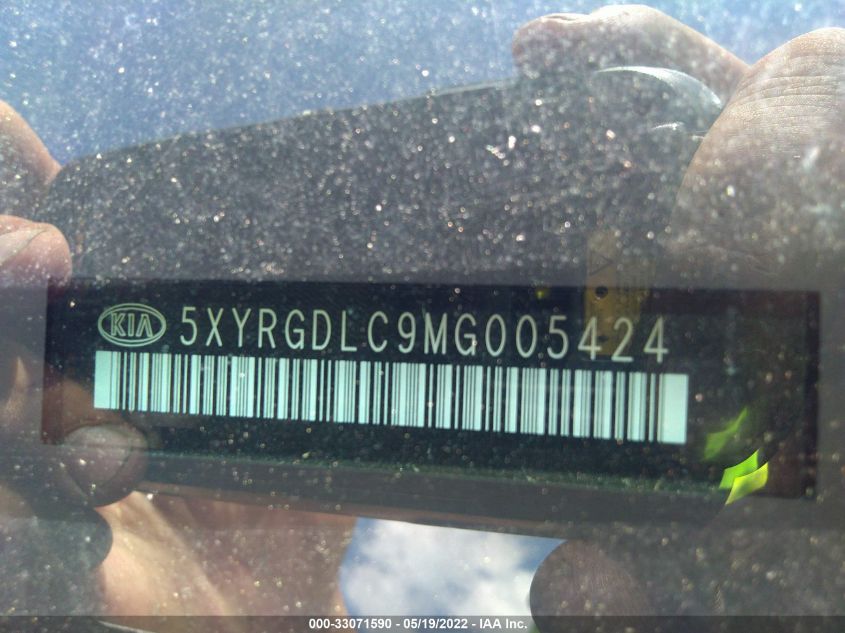 KIA 5XYRGDLC9MG005424
000-33071590 - 05/19/2022 - IAA Inc.